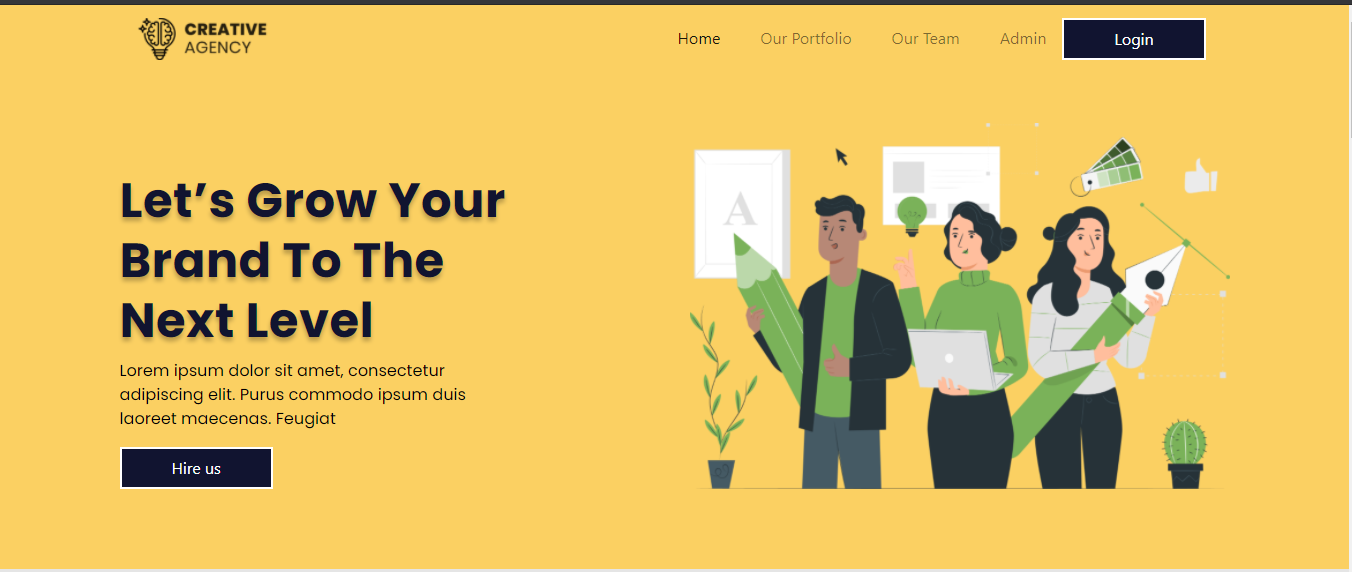 CREATIVE
AGENCY
Home Our Portfolio Our Team Admin Login
A
Let’s Grow Your
Brand To The
Next Level
Lorem ipsum dolor sit amet, consectetur
adipiscing elit. Purus commodo ipsum duis
laoreet maecenas. Feugiat
Hire us